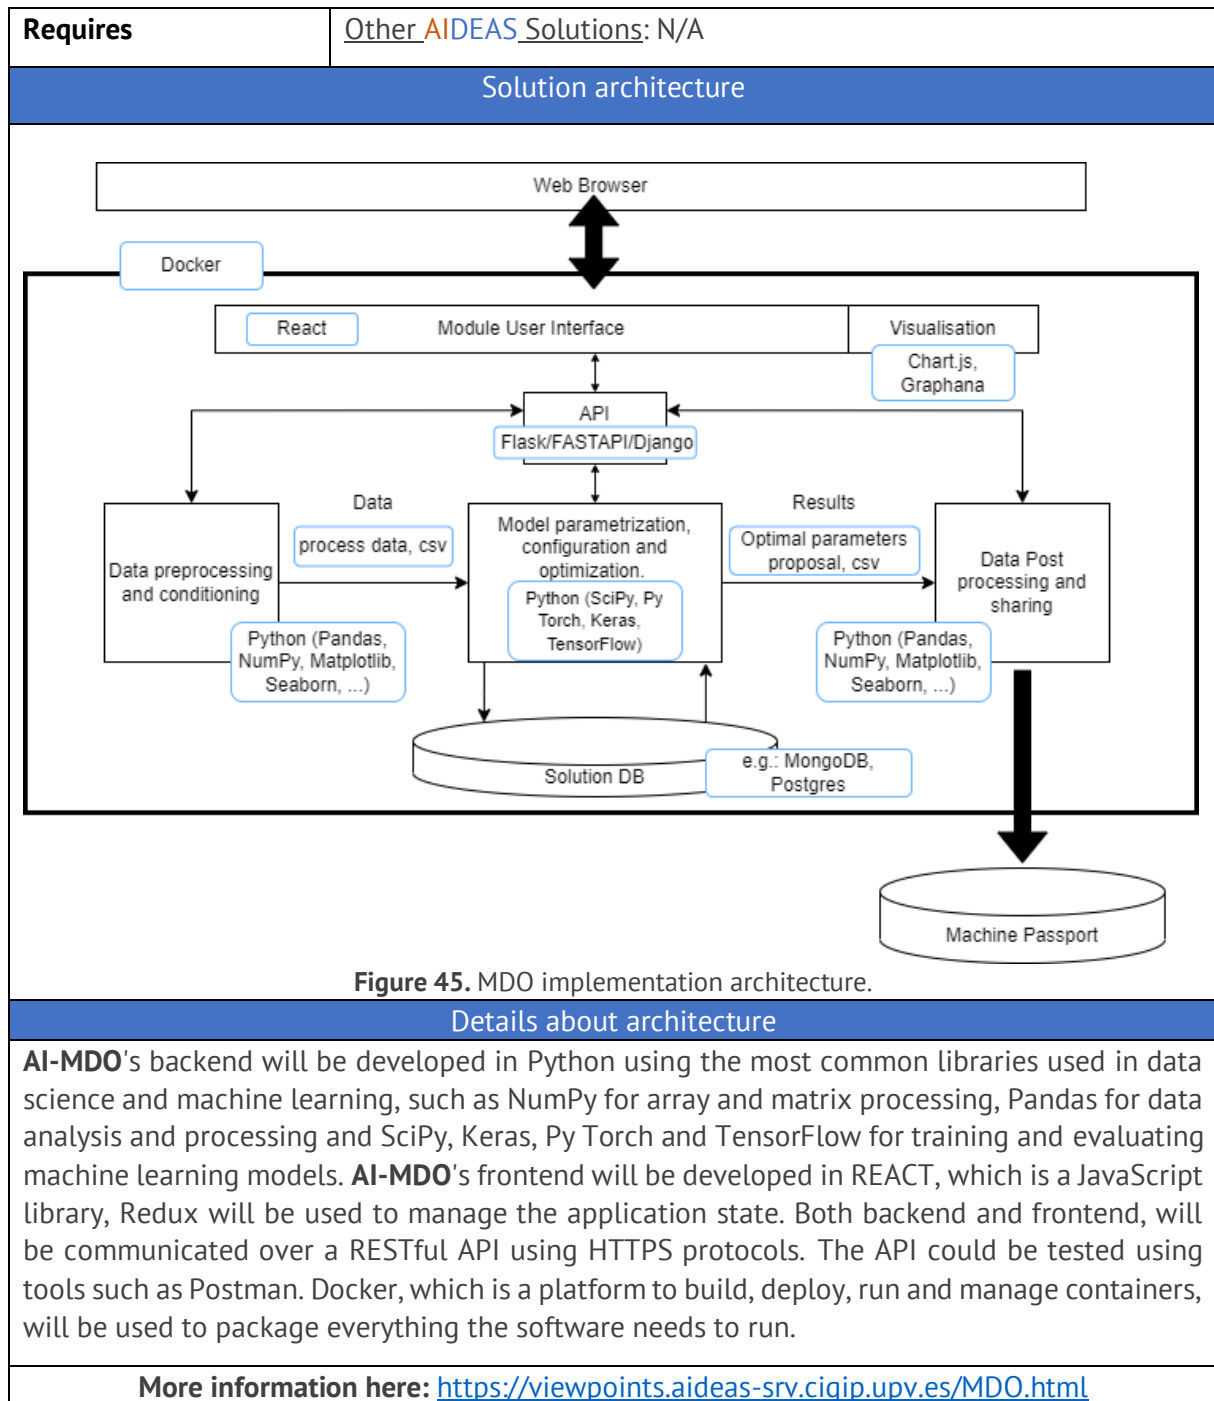 Requires
Other AIDEAS Solutions: N/A
Solution architecture
Web Browser
Docker
React
Module User Interface
Visualisation
Chart.js,
Graphana
API
Flask/FASTAPI/Django
Data
process data, csv
Results
Optimal parameters
proposal, csv
Data preprocessing
and conditioning
Python (Pandas,
NumPy, Matplotlib,
Seaborn, ...)
Model parametrization,
configuration and
optimization.
Python (SciPy, Py
Torch, Keras,
TensorFlow)
Data Post
processing and
sharing
Python (Pandas,
NumPy, Matplotlib,
Seaborn, ...)
Solution DB
e.g.: MongoDB,
Postgres
Machine Passport
Figure 45. MDO implementation architecture.
Details about architecture
AI-MDO's backend will be developed in Python using the most common libraries used in data
science and machine learning, such as NumPy for array and matrix processing, Pandas for data
analysis and processing and SciPy, Keras, Py Torch and TensorFlow for training and evaluating
machine learning models. AI-MDO's frontend will be developed in REACT, which is a JavaScript
library, Redux will be used to manage the application state. Both backend and frontend, will
be communicated over a RESTful API using HTTPS protocols. The API could be tested using
tools such as Postman. Docker, which is a platform to build, deploy, run and manage containers,
will be used to package everything the software needs to run.
More information here: https://viewpoints.aideas-srv.cigip.upv.es/MDO.html